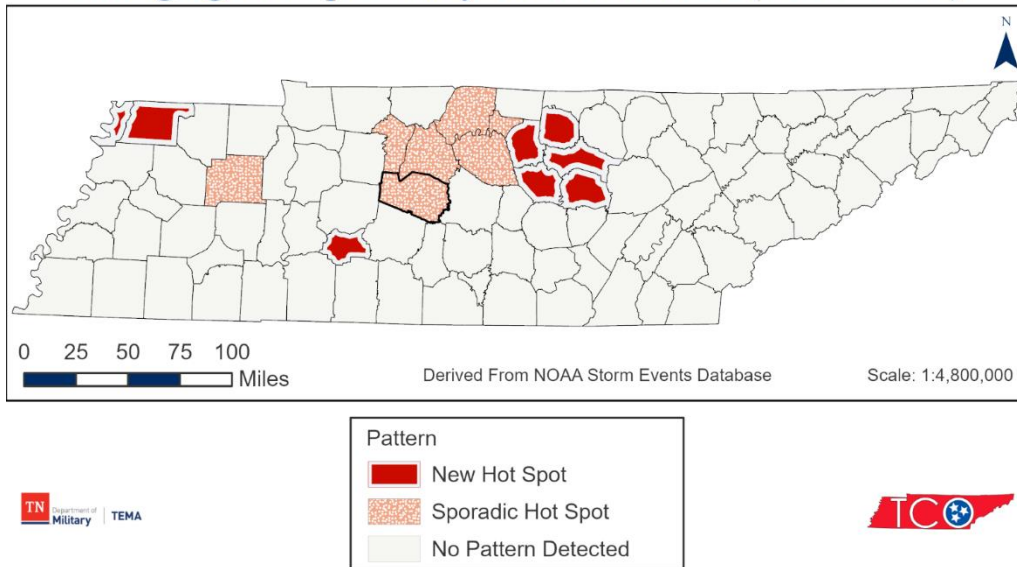 N
0 25 50 75 100
Miles
Derived From NOAA Storm Events Database
Scale: 1:4,800,000
Pattern
New Hot Spot
Sporadic Hot Spot
No Pattern Detected
TN
Department of
Military
TEMA
TCO